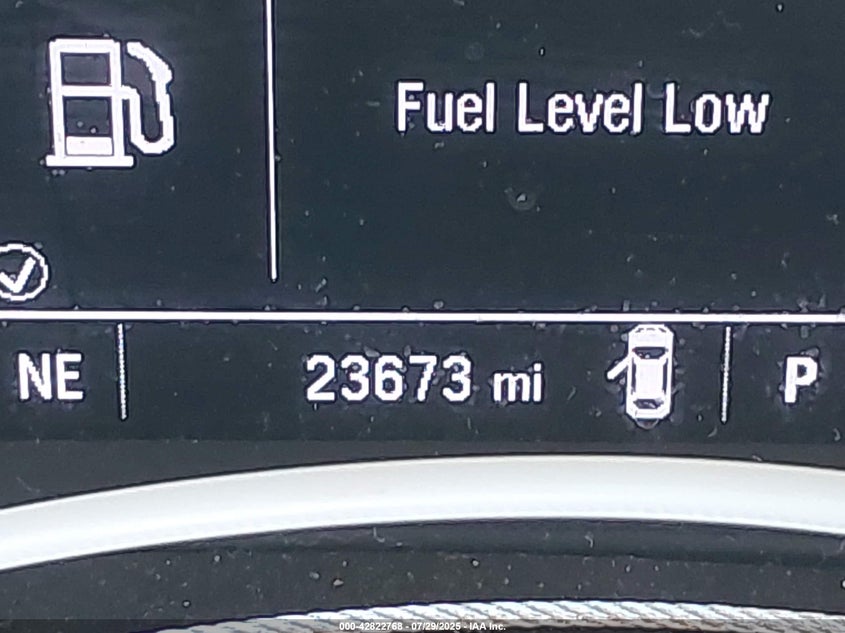 Fuel Level Low
NE 23673 mi P
000-42822768 - 07/29/2025 - IAA Inc.